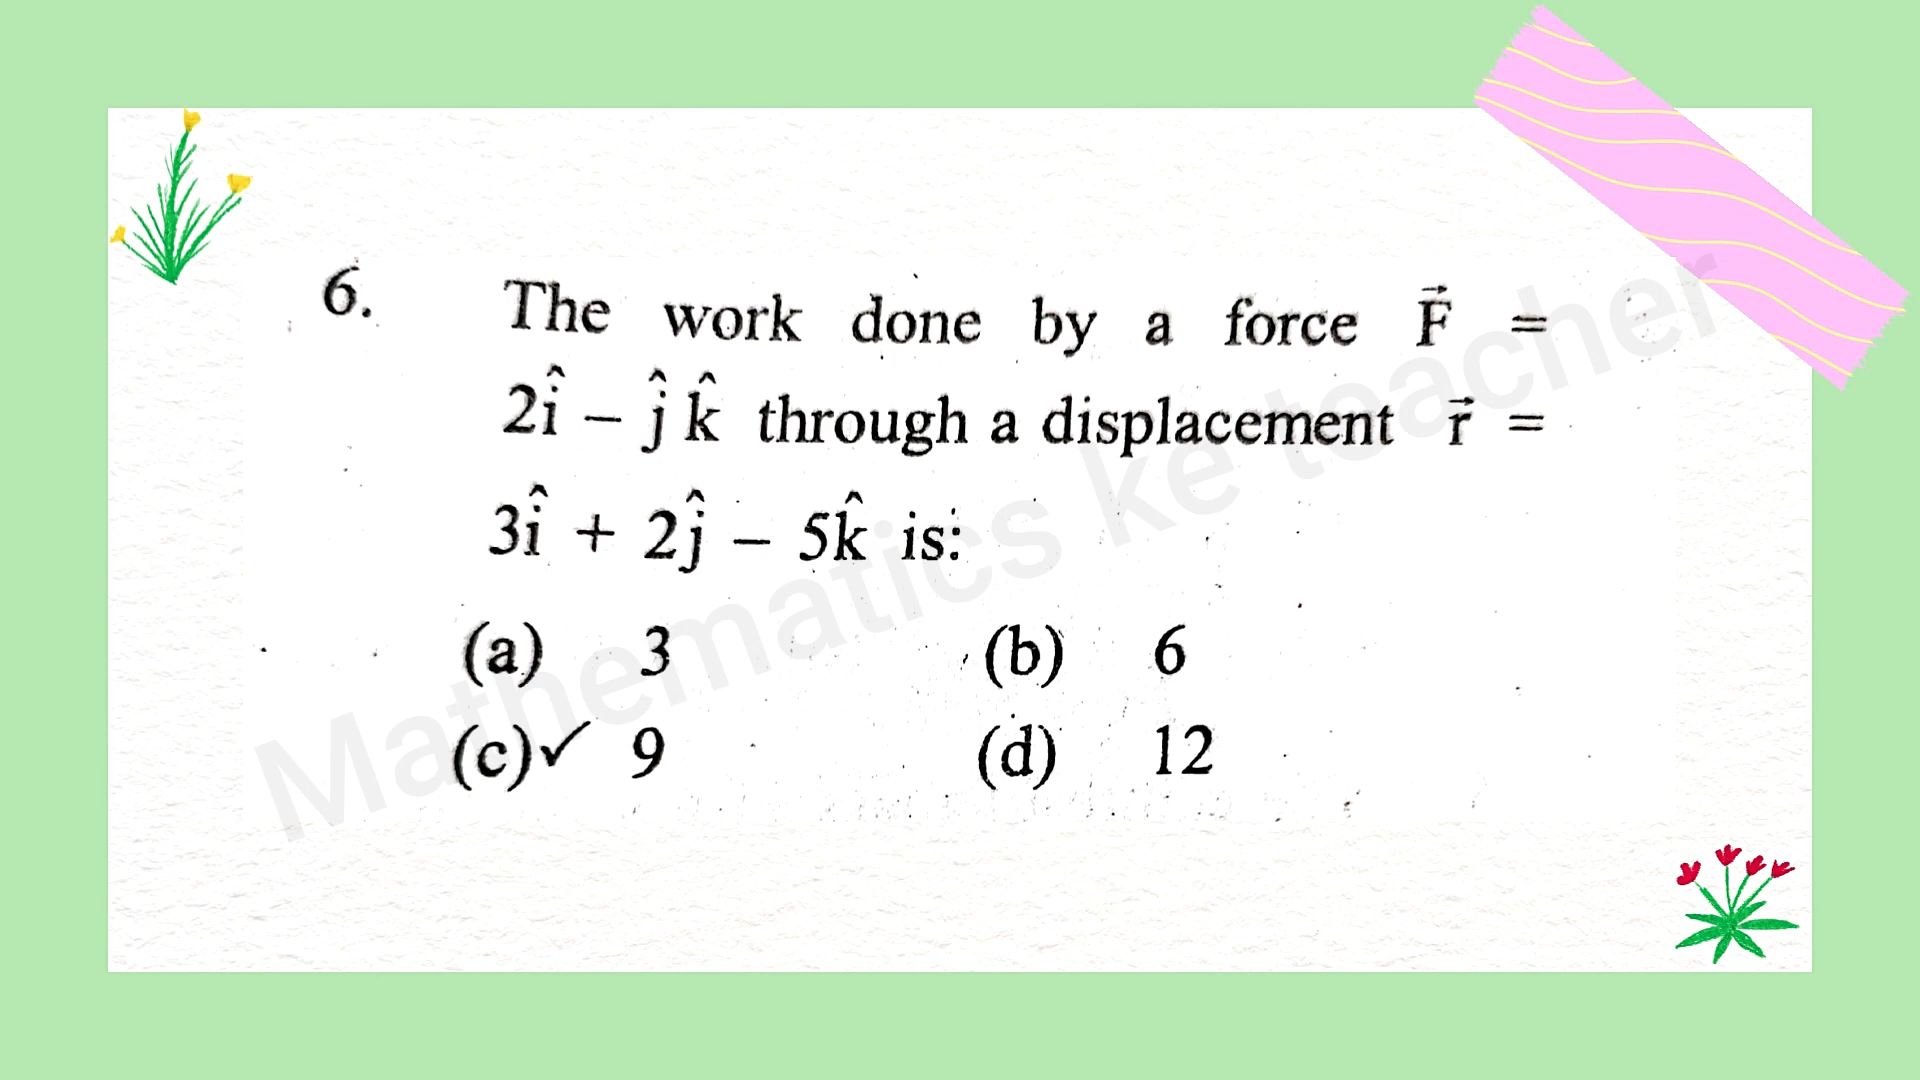 6. The work done by a force F⃗ =
2î – ĵ k̂ through a displacement r⃗ =
3î + 2ĵ – 5k̂ is:
(a) 3 (b) 6
(c)✓ 9 (d) 12
Mathematics ke teacher